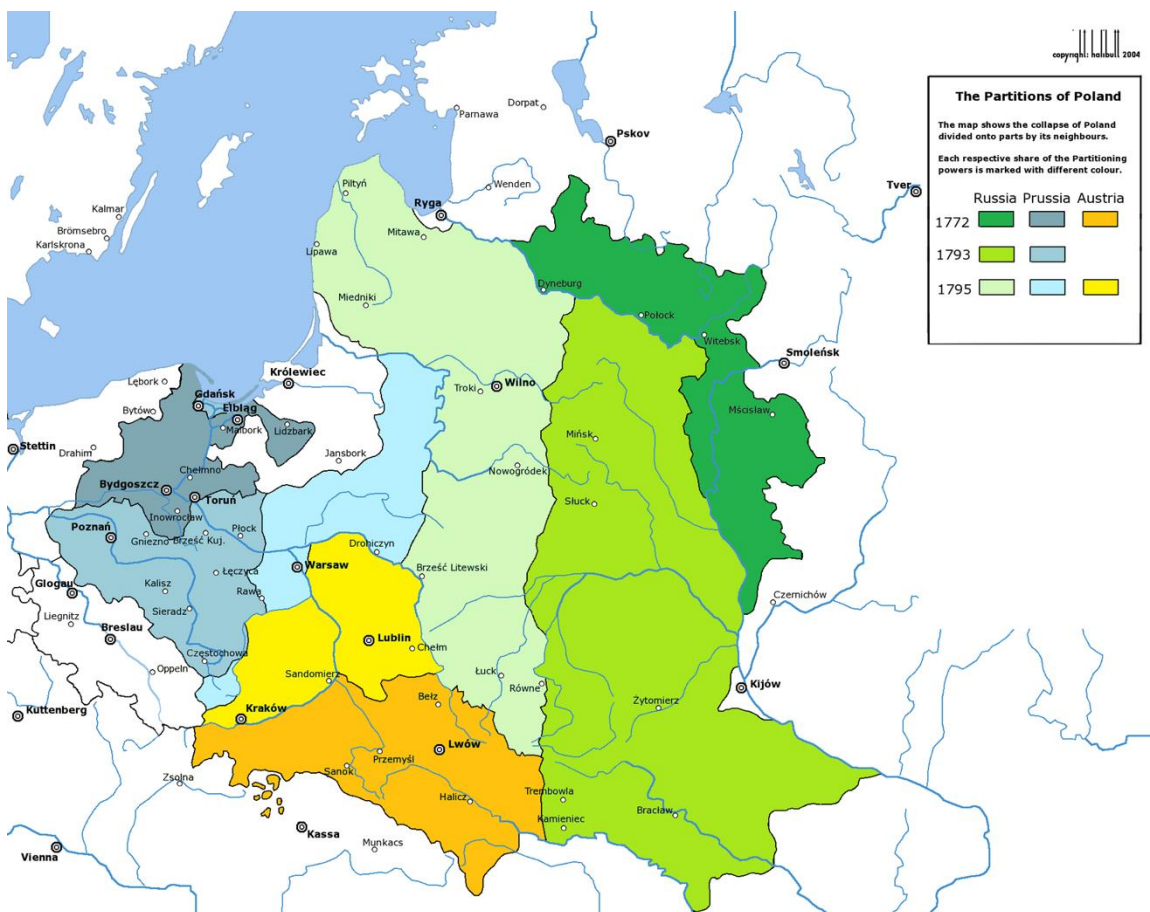 copyright: halibutt 2004
The Partitions of Poland
The map shows the collapse of Poland
divided onto parts by its neighbours.
Each respective share of the Partitioning
powers is marked with different colour.
Russia Prussia Austria
1772
1793
1795
Parnawa
Dorpat
Pskov
Piltyń
Wenden
Tver
Ryga
Kalmar
Brömsebro
Karlskrona
Mitawa
Lipawa
Miedniki
Dyneburg
Połock
Witebsk
Smoleńsk
Królewiec
Lębork
Gdańsk
Bytówo
Elbląg
Malbork
Lidzbark
Troki
Wilno
Mścisław
Stettin
Drahim
Jansbork
Mińsk
Chełmno
Nowogródek
Bydgoszcz
Toruń
Inowrocław
Słuck
Poznań
Gniezno
Brześć Kuj.
Płock
Drohiczyn
Warsaw
Brześć Litewski
Łęczyca
Glogau
Kalisz
Rawa
Liegnitz
Sieradz
Czernichów
Breslau
Lublin
Chełm
Częstochowa
Oppeln
Sandomierz
Łuck
Równe
Kijów
Bełz
Żytomierz
Kuttenberg
Kraków
Lwów
Przemyśl
Sanok
Zsolna
Halicz
Trembowla
Bracław
Kamieniec
Kassa
Munkacs
Vienna